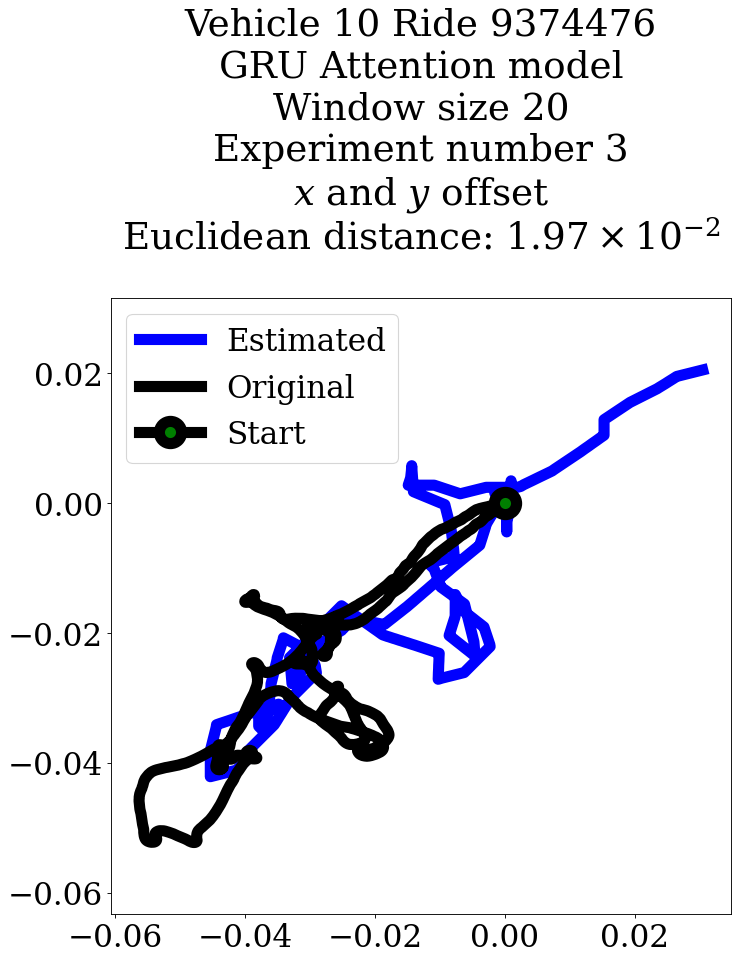 Vehicle 10 Ride 9374476
GRU Attention model
Window size 20
Experiment number 3
x and y offset
Euclidean distance: 1.97 × 10⁻²
Estimated
Original
Start
0.02
0.00
−0.02
−0.04
−0.06
−0.06 −0.04 −0.02 0.00 0.02